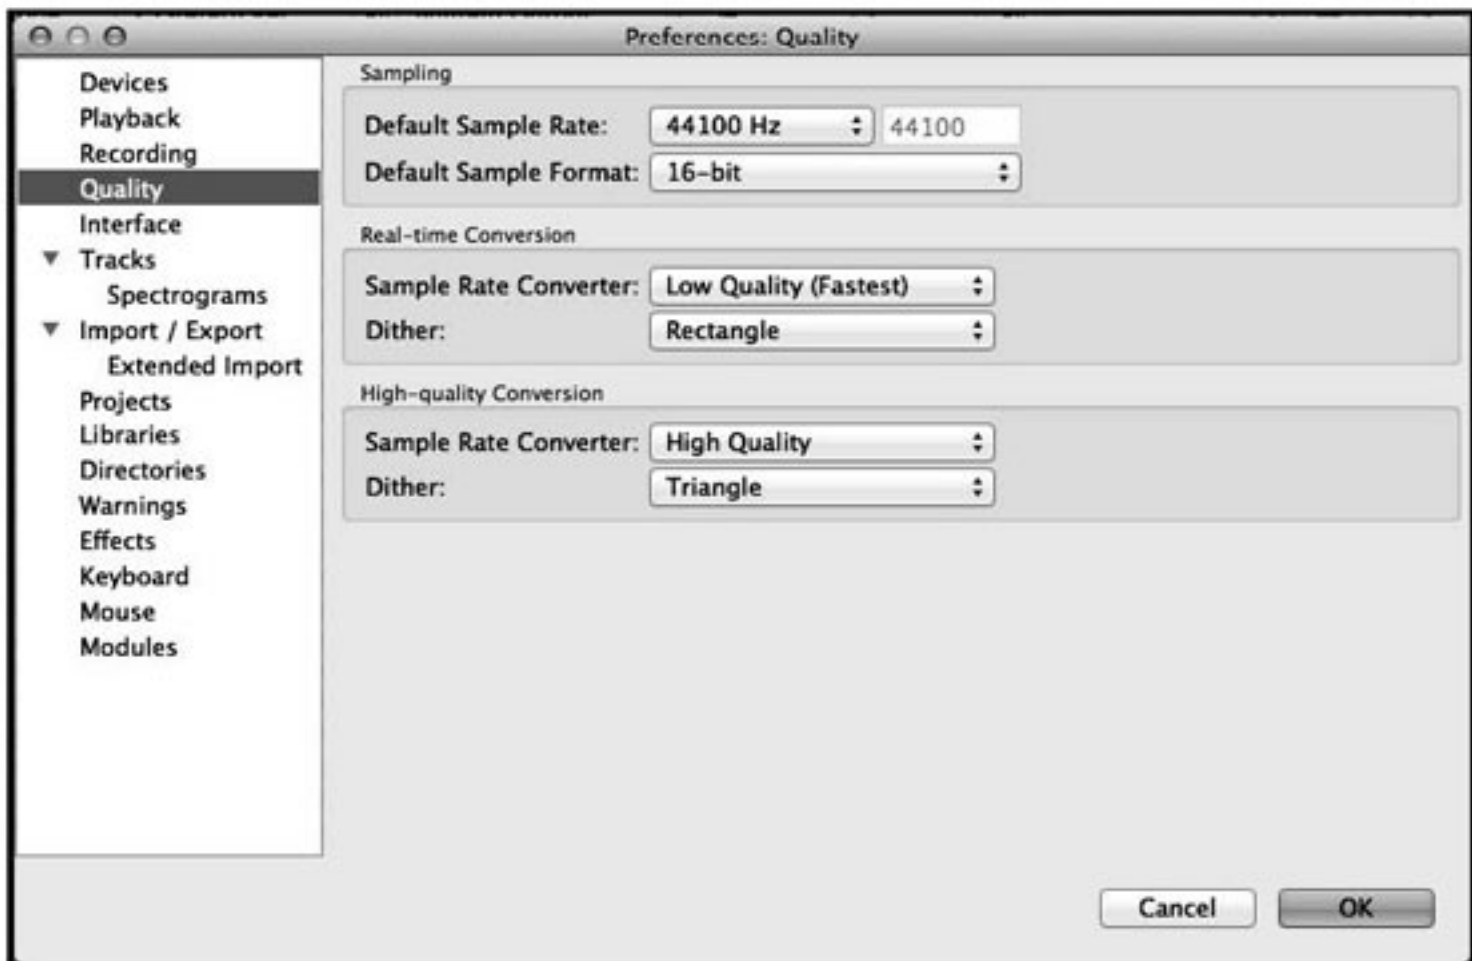 Preferences: Quality
Devices
Playback
Recording
Quality
Interface
Tracks
Spectrograms
Import / Export
Extended Import
Projects
Libraries
Directories
Warnings
Effects
Keyboard
Mouse
Modules
Sampling
Default Sample Rate: 44100 Hz 44100
Default Sample Format: 16-bit
Real-time Conversion
Sample Rate Converter: Low Quality (Fastest)
Dither: Rectangle
High-quality Conversion
Sample Rate Converter: High Quality
Dither: Triangle
Cancel OK